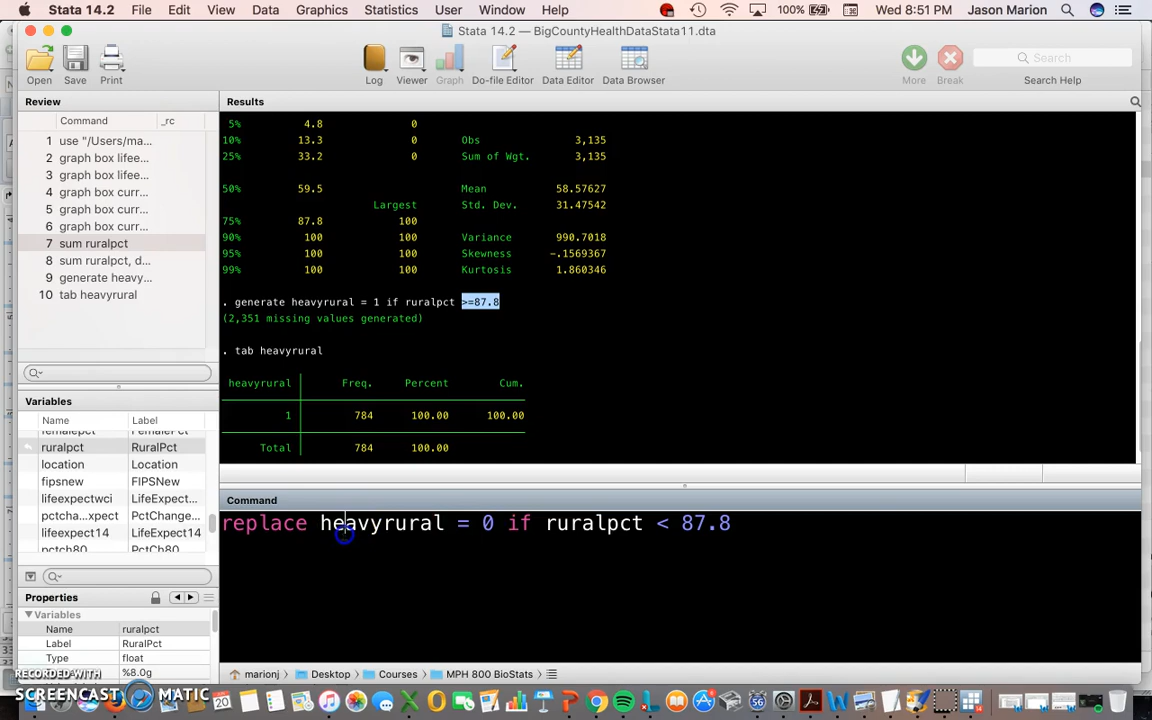 Stata 14.2 File Edit View Data Graphics Statistics User Window Help 100% Wed 8:51 PM Jason Marion
Stata 14.2 — BigCountyHealthDataStata11.dta
Open Save Print Log Viewer Graph Do-file Editor Data Editor Data Browser More Break Search Help
Search
Review
Command _rc
1 use "/Users/ma...
2 graph box lifee...
3 graph box lifee...
4 graph box curr...
5 graph box curr...
6 graph box curr...
7 sum ruralpct
8 sum ruralpct, d...
9 generate heavy...
10 tab heavyrural
Variables
Name Label
ruralpct RuralPct
location Location
fipsnew FIPSNew
lifeexpectwci LifeExpect...
pctcha...xpect PctChange...
lifeexpect14 LifeExpect14
pctch80 PctCh80
Properties
Variables
Name ruralpct
Label RuralPct
Type float
%8.0g
Results
5% 4.8 0
10% 13.3 0 Obs 3,135
25% 33.2 0 Sum of Wgt. 3,135
50% 59.5 Mean 58.57627
Largest Std. Dev. 31.47542
75% 87.8 100
90% 100 100 Variance 990.7018
95% 100 100 Skewness -.1569367
99% 100 100 Kurtosis 1.860346
. generate heavyrural = 1 if ruralpct >=87.8
(2,351 missing values generated)
. tab heavyrural
heavyrural Freq. Percent Cum.
1 784 100.00 100.00
Total 784 100.00
Command
replace heavyrural = 0 if ruralpct < 87.8
marionj Desktop Courses MPH 800 BioStats
RECORDED WITH
SCREENCAST MATIC